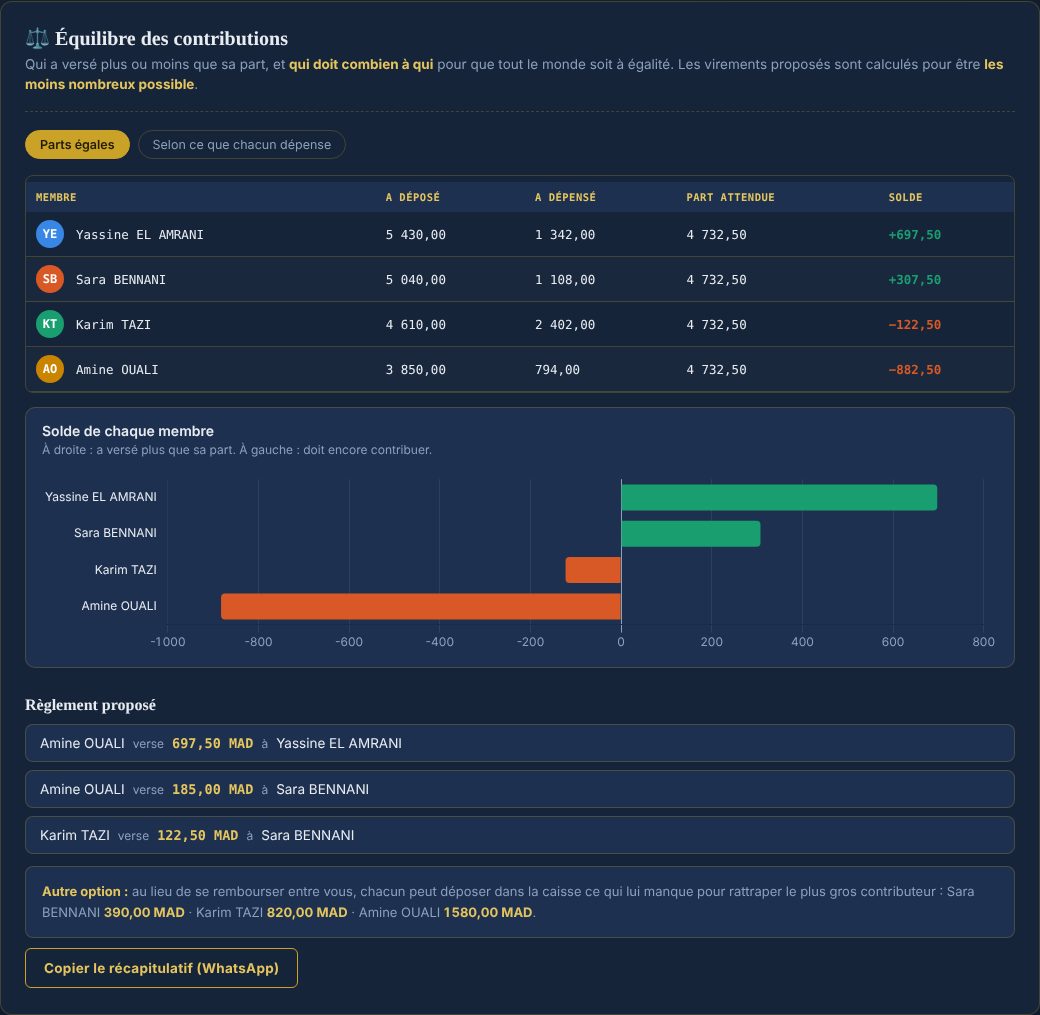 ⚖️ Équilibre des contributions
Qui a versé plus ou moins que sa part, et qui doit combien à qui pour que tout le monde soit à égalité. Les virements proposés sont calculés pour être les
moins nombreux possible.
Parts égales Selon ce que chacun dépense
MEMBRE A DÉPOSÉ A DÉPENSÉ PART ATTENDUE SOLDE
YE Yassine EL AMRANI 5 430,00 1 342,00 4 732,50 +697,50
SB Sara BENNANI 5 040,00 1 108,00 4 732,50 +307,50
KT Karim TAZI 4 610,00 2 402,00 4 732,50 −122,50
AO Amine OUALI 3 850,00 794,00 4 732,50 −882,50
Solde de chaque membre
À droite : a versé plus que sa part. À gauche : doit encore contribuer.
Yassine EL AMRANI
Sara BENNANI
Karim TAZI
Amine OUALI
-1000 -800 -600 -400 -200 0 200 400 600 800
Règlement proposé
Amine OUALI verse 697,50 MAD à Yassine EL AMRANI
Amine OUALI verse 185,00 MAD à Sara BENNANI
Karim TAZI verse 122,50 MAD à Sara BENNANI
Autre option : au lieu de se rembourser entre vous, chacun peut déposer dans la caisse ce qui lui manque pour rattraper le plus gros contributeur : Sara
BENNANI 390,00 MAD · Karim TAZI 820,00 MAD · Amine OUALI 1 580,00 MAD.
Copier le récapitulatif (WhatsApp)